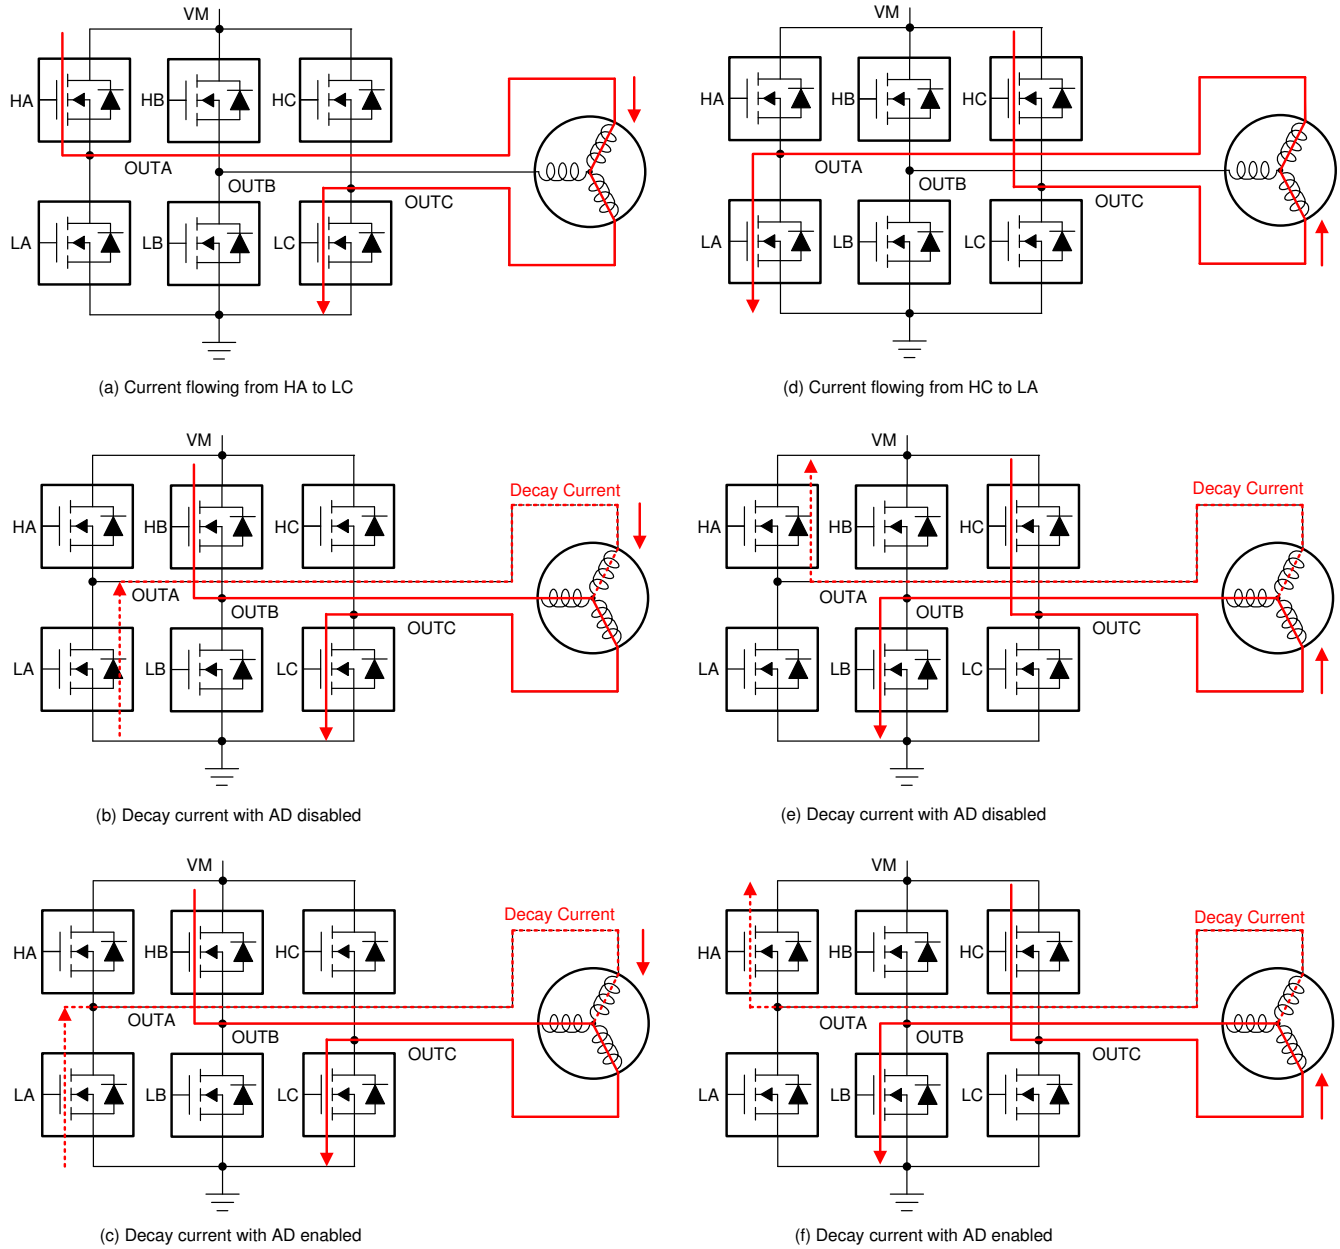 VM
HA
HB
HC
OUTA
OUTB
OUTC
LA
LB
LC
(a) Current flowing from HA to LC
VM
HA
HB
HC
OUTA
OUTB
OUTC
LA
LB
LC
(d) Current flowing from HC to LA
VM
Decay Current
HA
HB
HC
OUTA
OUTB
OUTC
LA
LB
LC
(b) Decay current with AD disabled
VM
Decay Current
HA
HB
HC
OUTA
OUTB
OUTC
LA
LB
LC
(e) Decay current with AD disabled
VM
Decay Current
HA
HB
HC
OUTA
OUTB
OUTC
LA
LB
LC
(c) Decay current with AD enabled
VM
Decay Current
HA
HB
HC
OUTA
OUTB
OUTC
LA
LB
LC
(f) Decay current with AD enabled